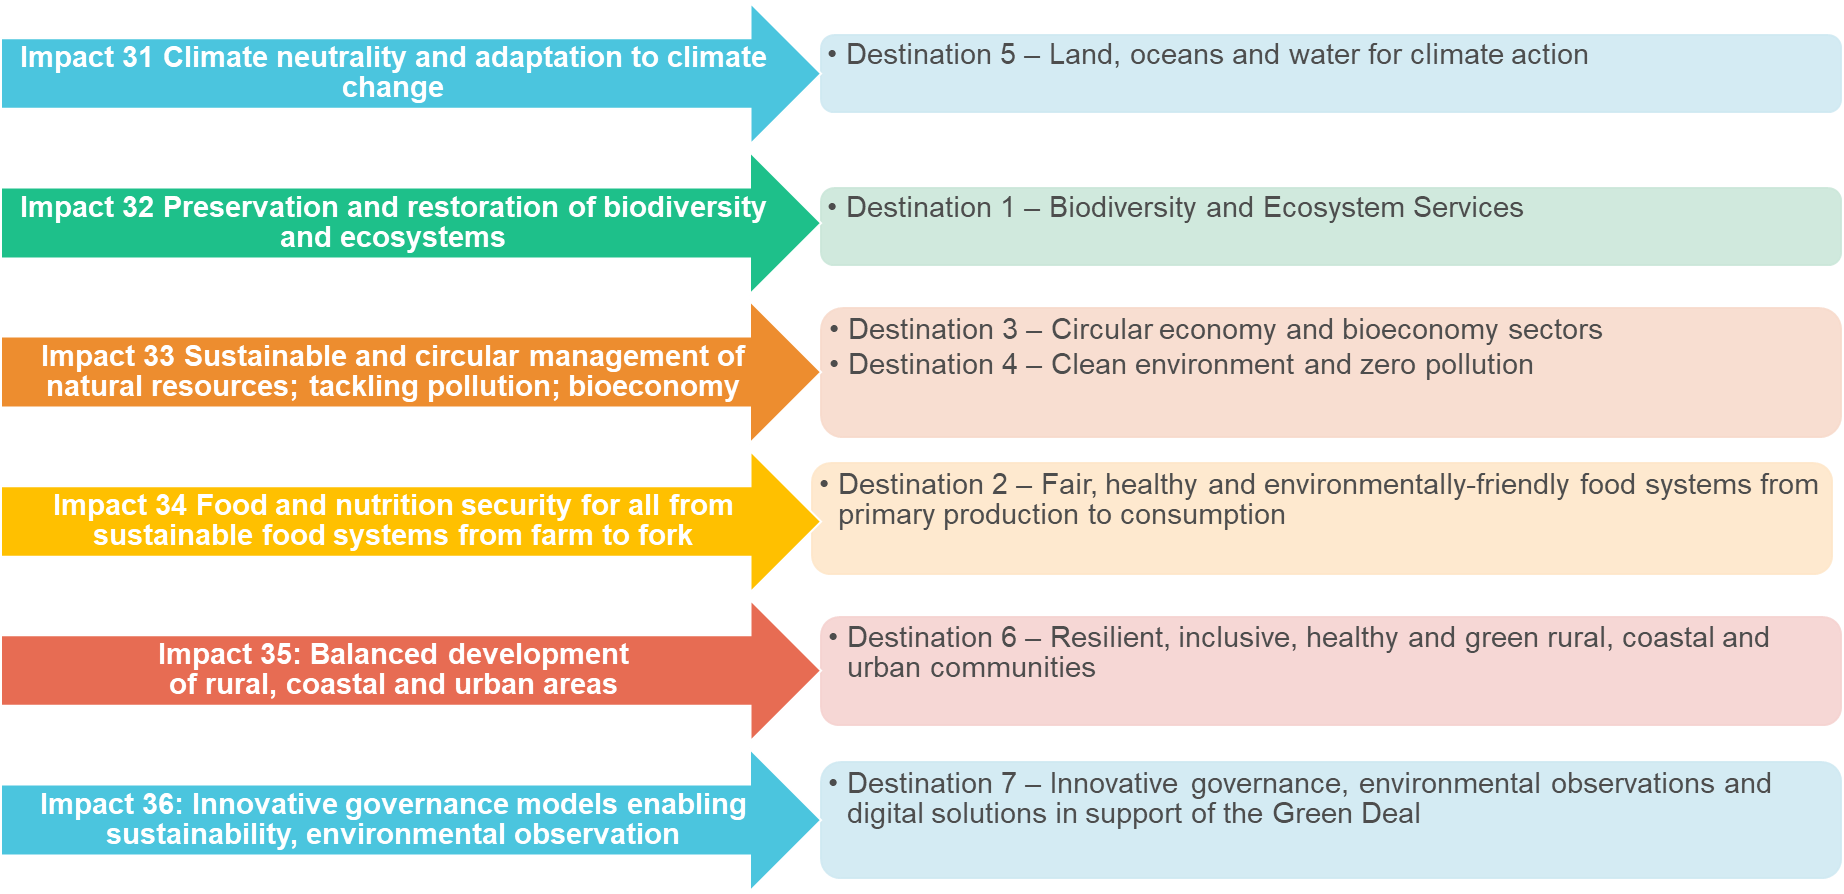 Impact 31 Climate neutrality and adaptation to climate
change
• Destination 5 – Land, oceans and water for climate action
Impact 32 Preservation and restoration of biodiversity
and ecosystems
• Destination 1 – Biodiversity and Ecosystem Services
Impact 33 Sustainable and circular management of
natural resources; tackling pollution; bioeconomy
• Destination 3 – Circular economy and bioeconomy sectors
• Destination 4 – Clean environment and zero pollution
Impact 34 Food and nutrition security for all from
sustainable food systems from farm to fork
• Destination 2 – Fair, healthy and environmentally-friendly food systems from
primary production to consumption
Impact 35: Balanced development
of rural, coastal and urban areas
• Destination 6 – Resilient, inclusive, healthy and green rural, coastal and
urban communities
Impact 36: Innovative governance models enabling
sustainability, environmental observation
• Destination 7 – Innovative governance, environmental observations and
digital solutions in support of the Green Deal